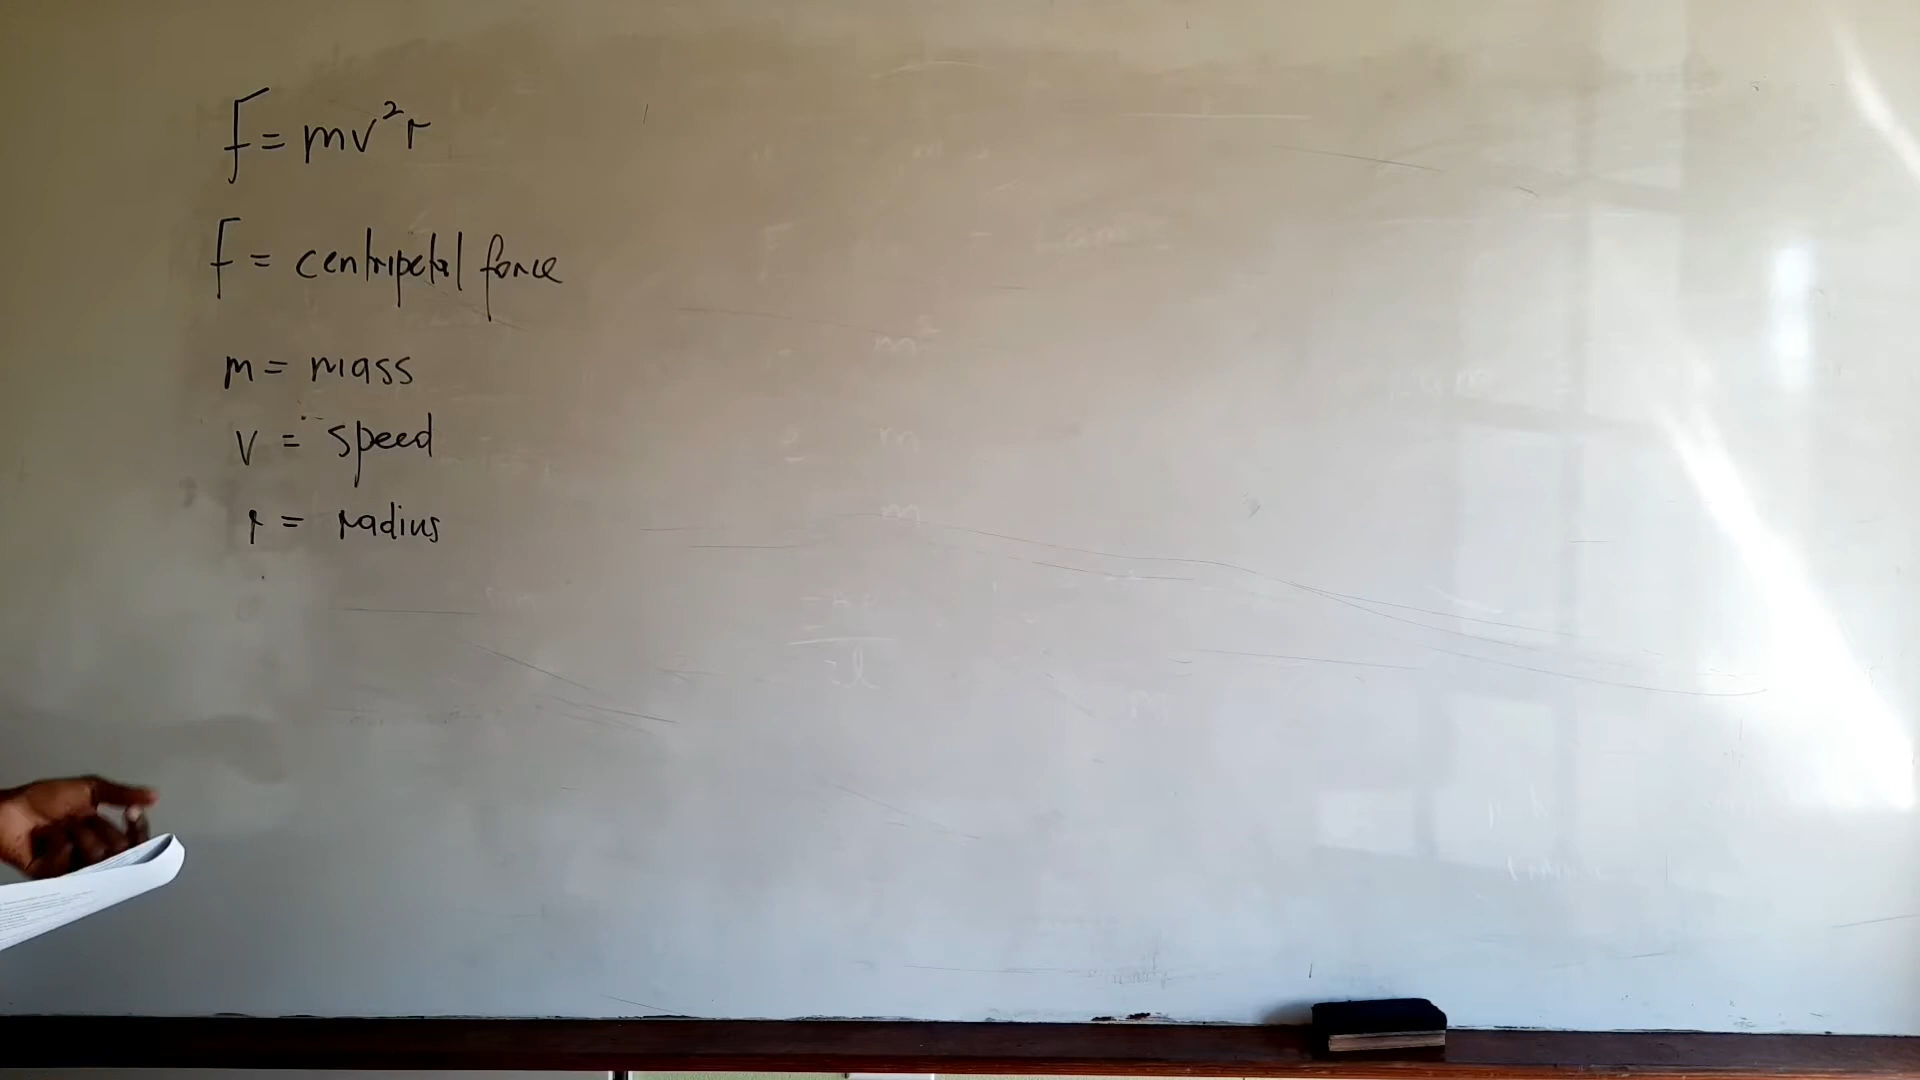 F = mv²r
F = centripetal force
m = mass
v = speed
r = radius